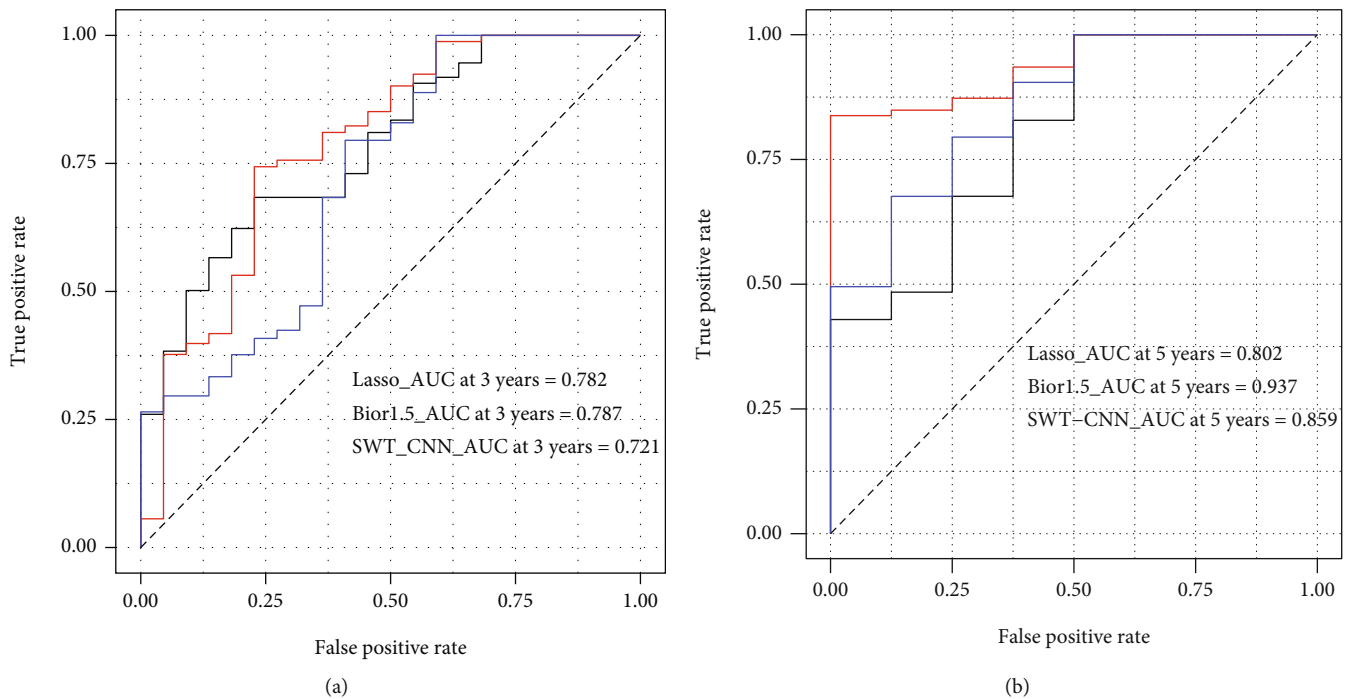 1.00
0.75
0.50
0.25
0.00
True positive rate
Lasso_AUC at 3 years = 0.782
Bior1.5_AUC at 3 years = 0.787
SWT_CNN_AUC at 3 years = 0.721
0.00 0.25 0.50 0.75 1.00
False positive rate
(a)
1.00
0.75
0.50
0.25
0.00
True positive rate
Lasso_AUC at 5 years = 0.802
Bior1.5_AUC at 5 years = 0.937
SWT−CNN_AUC at 5 years = 0.859
0.00 0.25 0.50 0.75 1.00
False positive rate
(b)